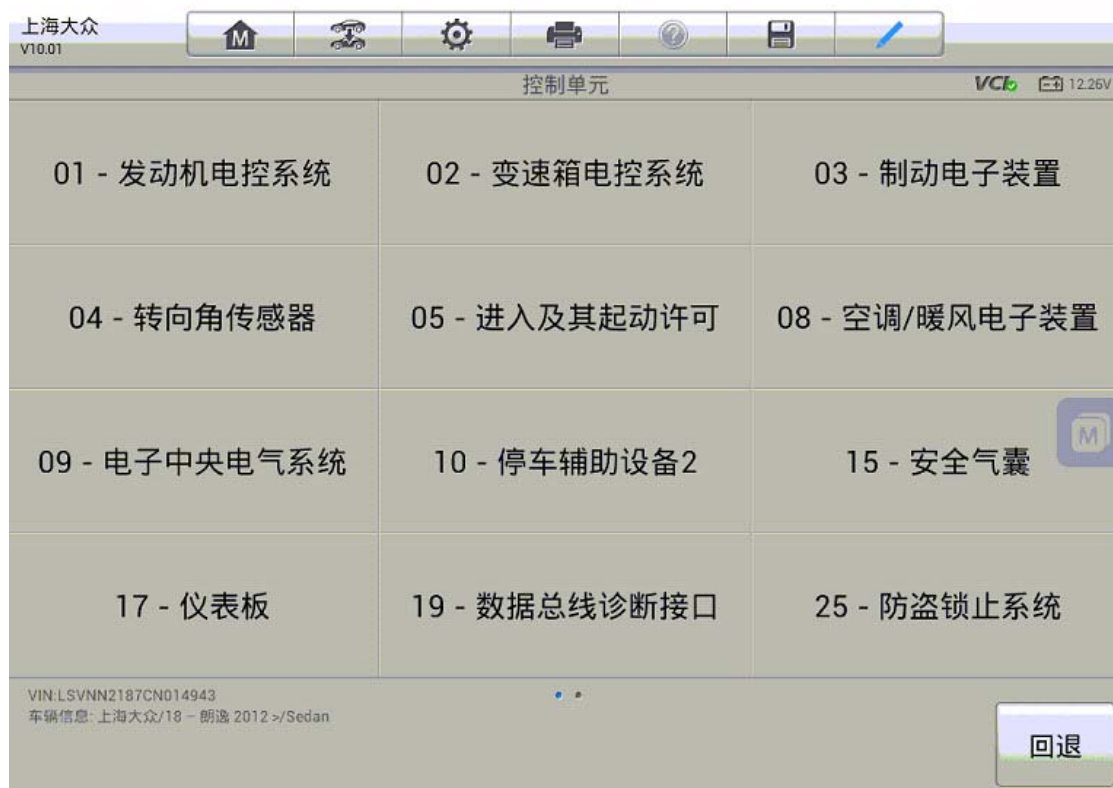 上海大众
V10.01
M
控制单元
VCI 12.26V
01 - 发动机电控系统
02 - 变速箱电控系统
03 - 制动电子装置
04 - 转向角传感器
05 - 进入及其起动许可
08 - 空调/暖风电子装置
09 - 电子中央电气系统
10 - 停车辅助设备2
15 - 安全气囊
M
17 - 仪表板
19 - 数据总线诊断接口
25 - 防盗锁止系统
VIN:LSVNN2187CN014943
车辆信息: 上海大众/18 - 朗逸 2012 >/Sedan
回退